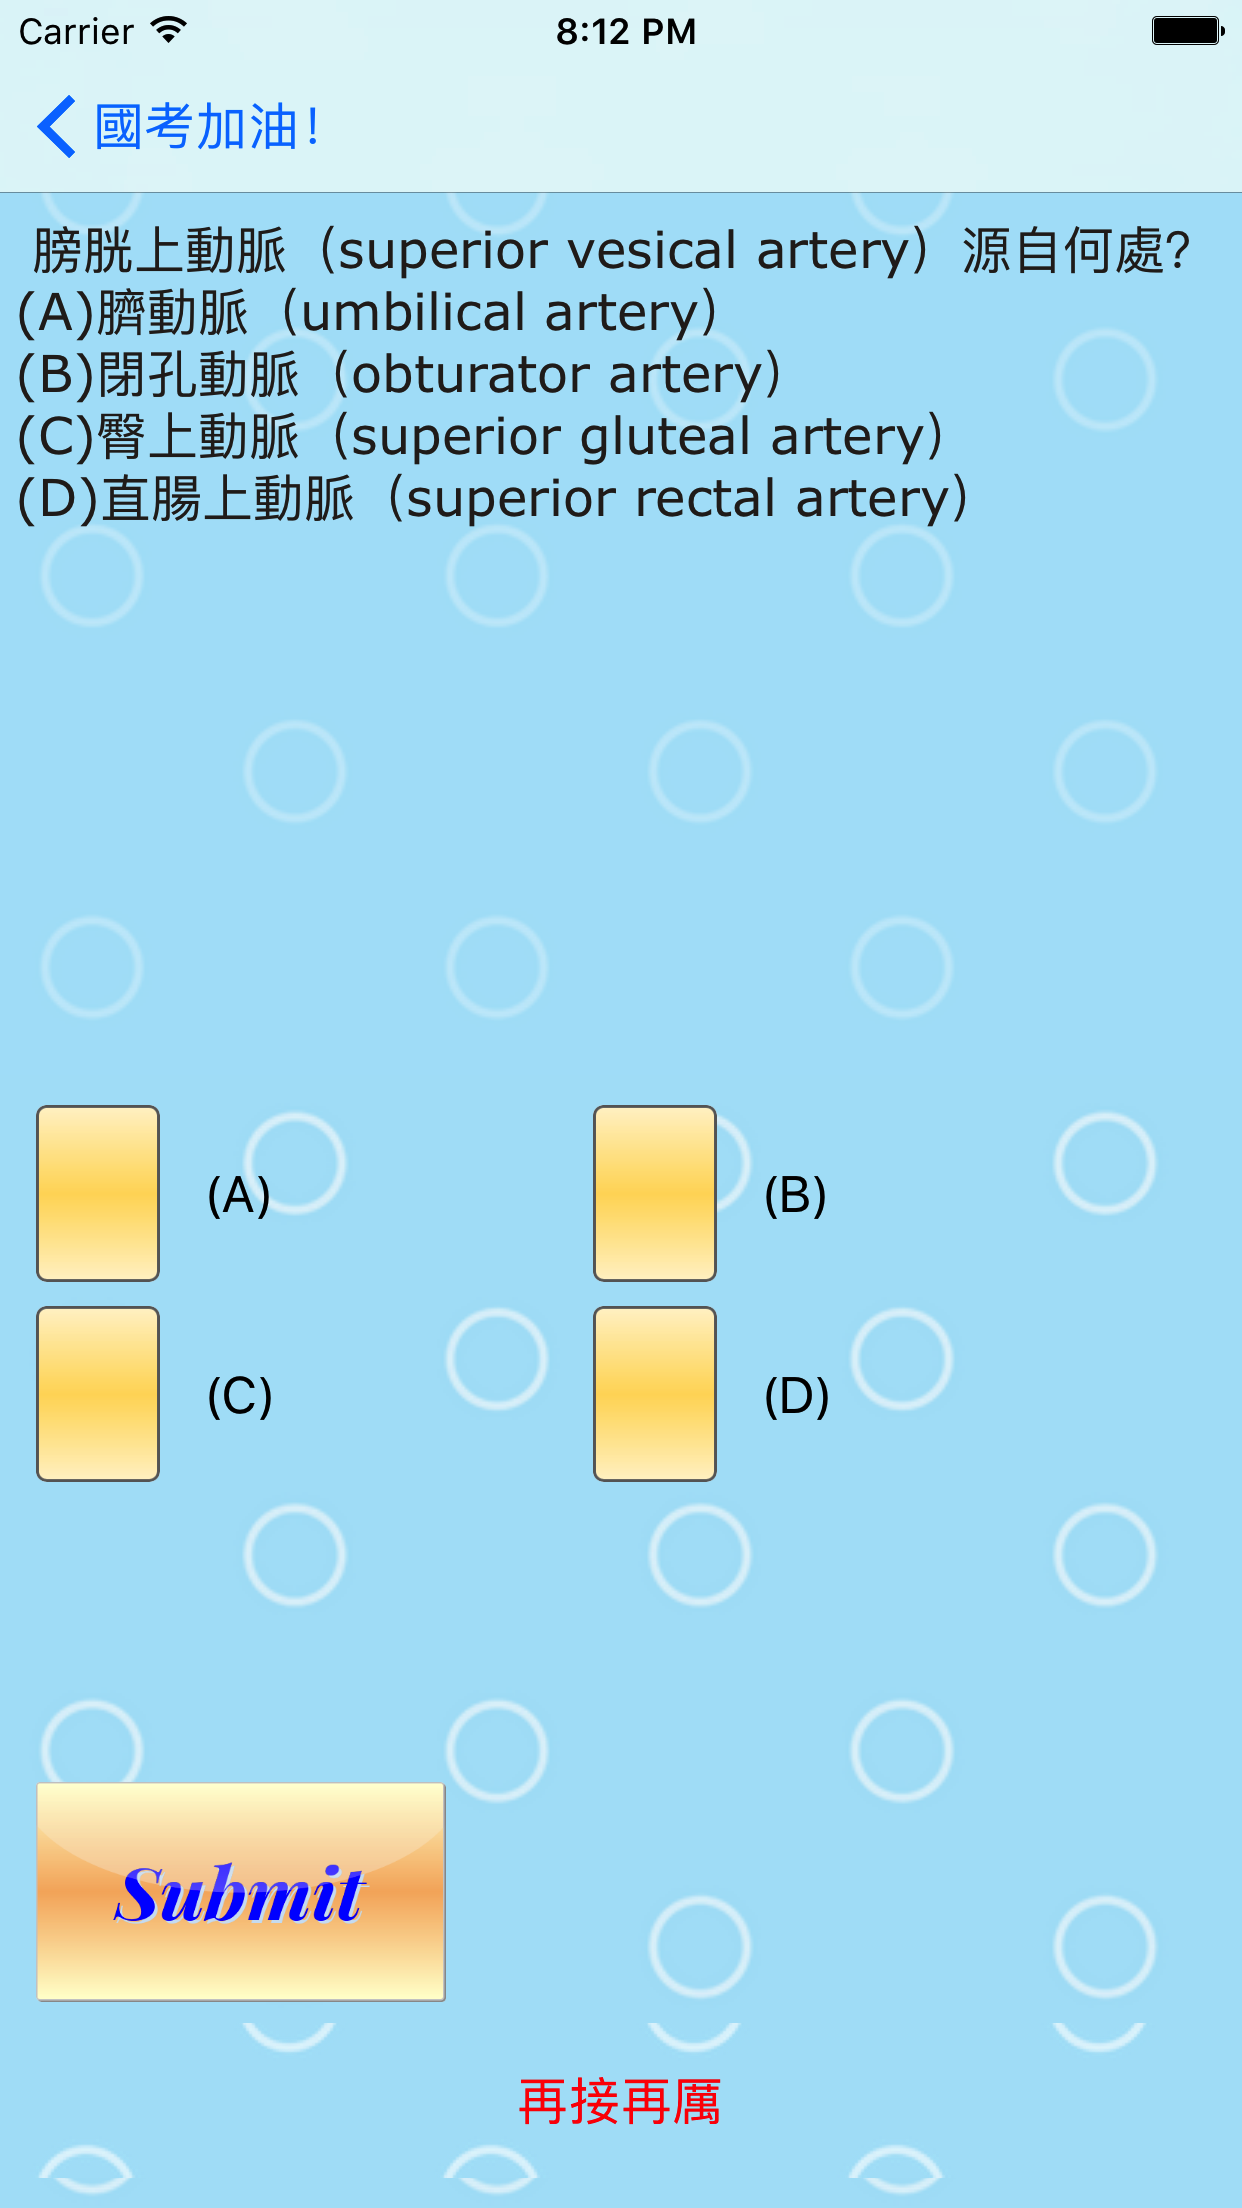 Carrier
8:12 PM
國考加油!
膀胱上動脈（superior vesical artery）源自何處?
(A)臍動脈（umbilical artery）
(B)閉孔動脈（obturator artery）
(C)臀上動脈（superior gluteal artery）
(D)直腸上動脈（superior rectal artery）
(A)
(B)
(C)
(D)
Submit
再接再厲